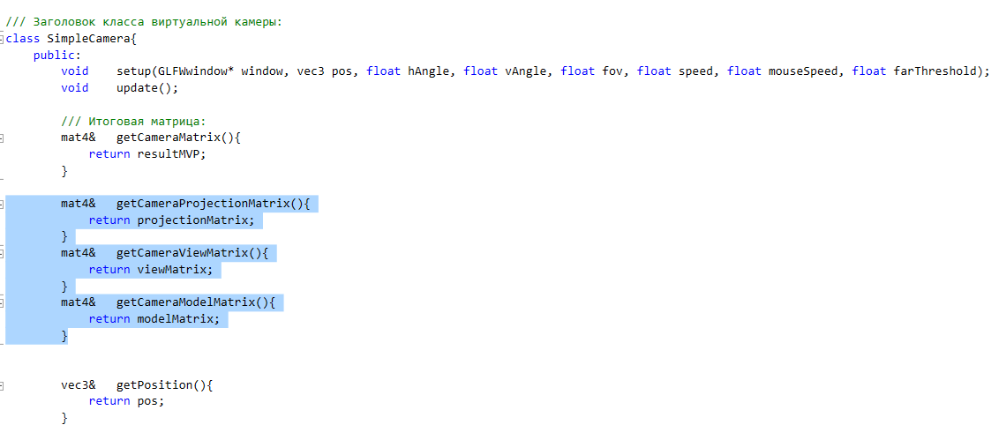 /// Заголовок класса виртуальной камеры:
class SimpleCamera{
    public:
        void    setup(GLFWwindow* window, vec3 pos, float hAngle, float vAngle, float fov, float speed, float mouseSpeed, float farThreshold);
        void    update();

        /// Итоговая матрица:
        mat4&   getCameraMatrix(){
            return resultMVP;
        }

        mat4&   getCameraProjectionMatrix(){
            return projectionMatrix;
        }
        mat4&   getCameraViewMatrix(){
            return viewMatrix;
        }
        mat4&   getCameraModelMatrix(){
            return modelMatrix;
        }

        vec3&   getPosition(){
            return pos;
        }